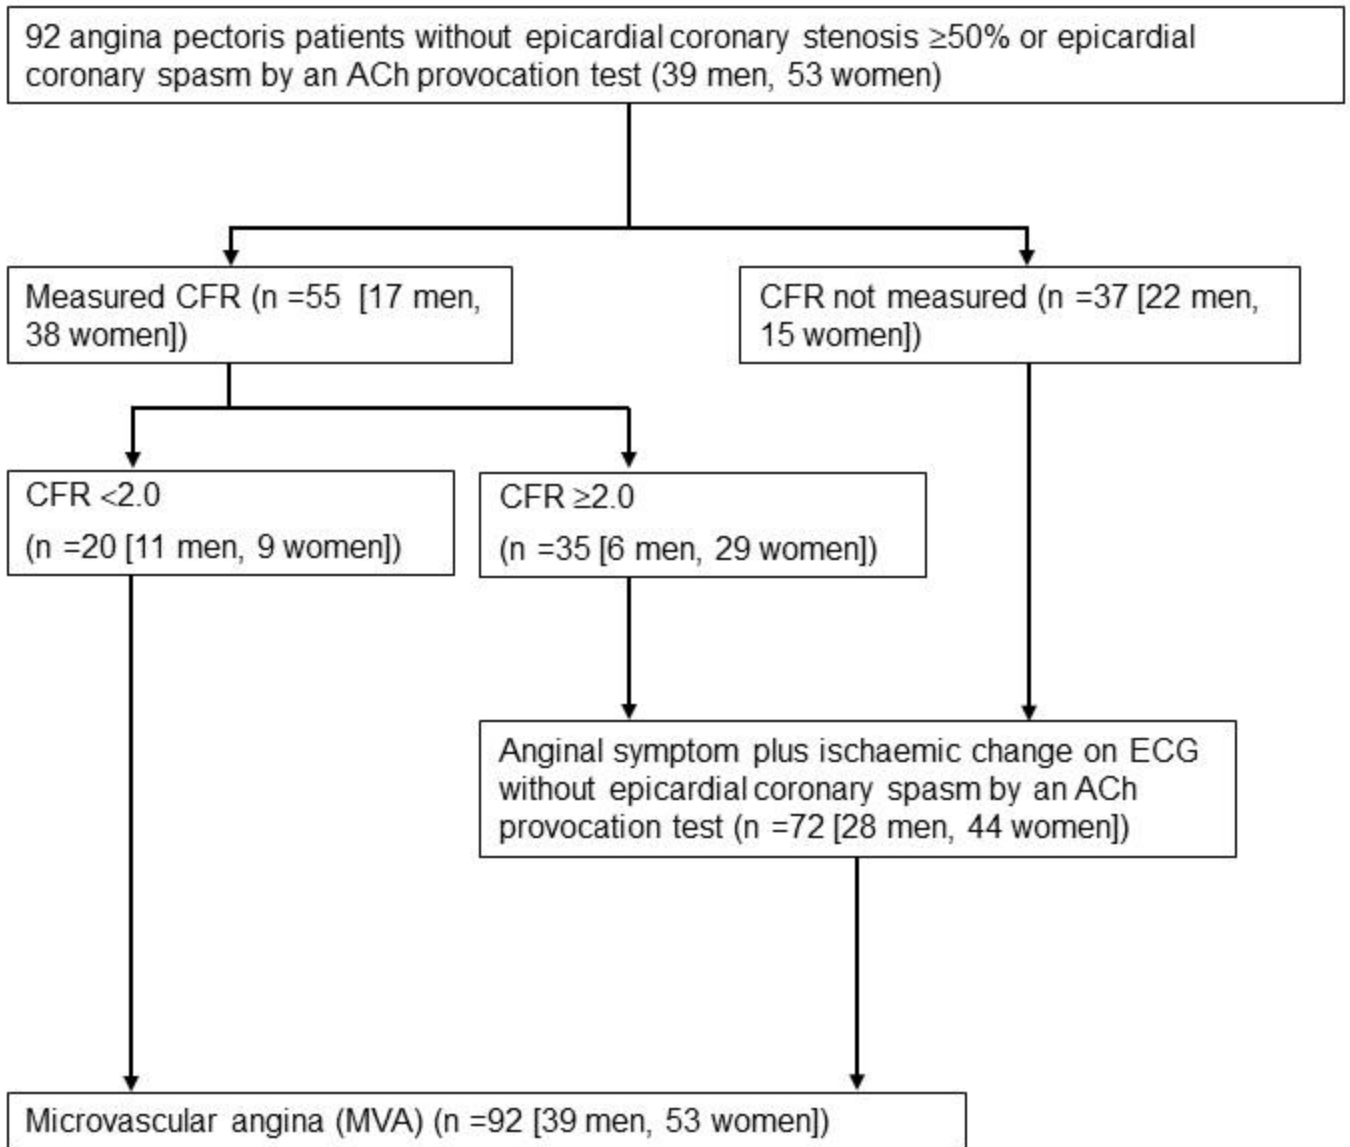 92 angina pectoris patients without epicardial coronary stenosis ≥50% or epicardial
coronary spasm by an ACh provocation test (39 men, 53 women)
Measured CFR (n =55 [17 men,
38 women])
CFR not measured (n =37 [22 men,
15 women])
CFR <2.0
(n =20 [11 men, 9 women])
CFR ≥2.0
(n =35 [6 men, 29 women])
Anginal symptom plus ischaemic change on ECG
without epicardial coronary spasm by an ACh
provocation test (n =72 [28 men, 44 women])
Microvascular angina (MVA) (n =92 [39 men, 53 women])